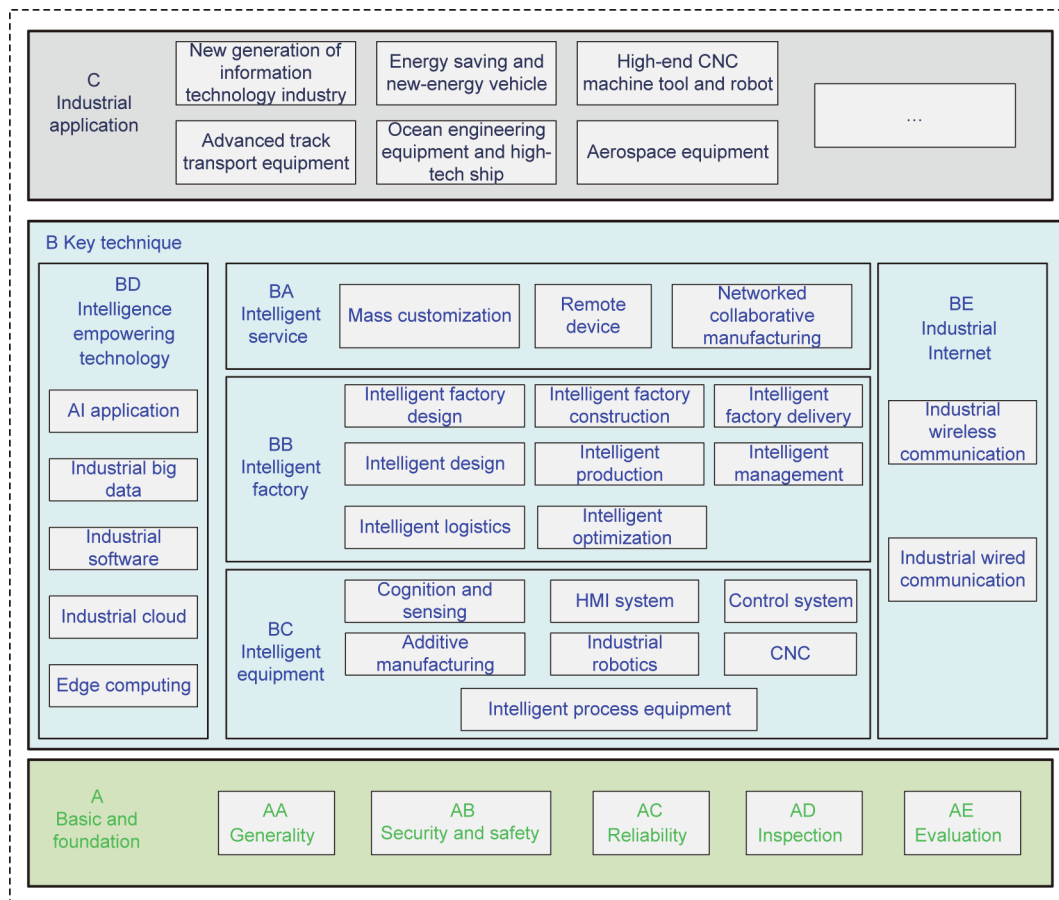 C
Industrial
application
New generation of
information
technology industry
Energy saving and
new-energy vehicle
High-end CNC
machine tool and robot
Advanced track
transport equipment
Ocean engineering
equipment and high-
tech ship
Aerospace equipment
...
B Key technique
BD
Intelligence
empowering
technology
AI application
Industrial big
data
Industrial
software
Industrial cloud
Edge computing
BA
Intelligent
service
Mass customization
Remote
device
Networked
collaborative
manufacturing
BB
Intelligent
factory
Intelligent factory
design
Intelligent factory
construction
Intelligent
factory delivery
Intelligent design
Intelligent
production
Intelligent
management
Intelligent logistics
Intelligent
optimization
BC
Intelligent
equipment
Cognition and
sensing
HMI system
Control system
Additive
manufacturing
Industrial
robotics
CNC
Intelligent process equipment
BE
Industrial
Internet
Industrial
wireless
communication
Industrial wired
communication
A
Basic and
foundation
AA
Generality
AB
Security and safety
AC
Reliability
AD
Inspection
AE
Evaluation